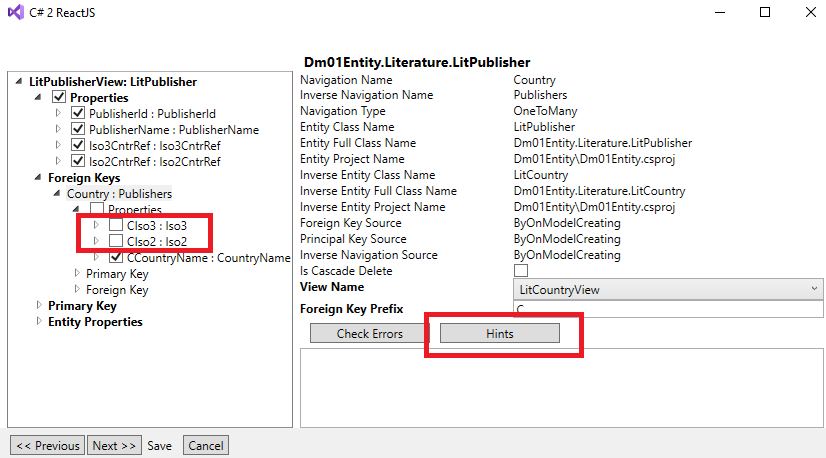 C# 2 ReactJS
LitPublisherView: LitPublisher
Properties
PublisherId : PublisherId
PublisherName : PublisherName
Iso3CntrRef : Iso3CntrRef
Iso2CntrRef : Iso2CntrRef
Foreign Keys
Country : Publishers
Properties
CIso3 : Iso3
CIso2 : Iso2
CCountryName : CountryName
Primary Key
Foreign Key
Primary Key
Entity Properties
Dm01Entity.Literature.LitPublisher
Navigation Name Country
Inverse Navigation Name Publishers
Navigation Type OneToMany
Entity Class Name LitPublisher
Entity Full Class Name Dm01Entity.Literature.LitPublisher
Entity Project Name Dm01Entity\Dm01Entity.csproj
Inverse Entity Class Name LitCountry
Inverse Entity Full Class Name Dm01Entity.Literature.LitCountry
Inverse Entity Project Name Dm01Entity\Dm01Entity.csproj
Foreign Key Source ByOnModelCreating
Principal Key Source ByOnModelCreating
Inverse Navigation Source ByOnModelCreating
Is Cascade Delete
View Name LitCountryView
Foreign Key Prefix C
Check Errors Hints
<< Previous Next >> Save Cancel